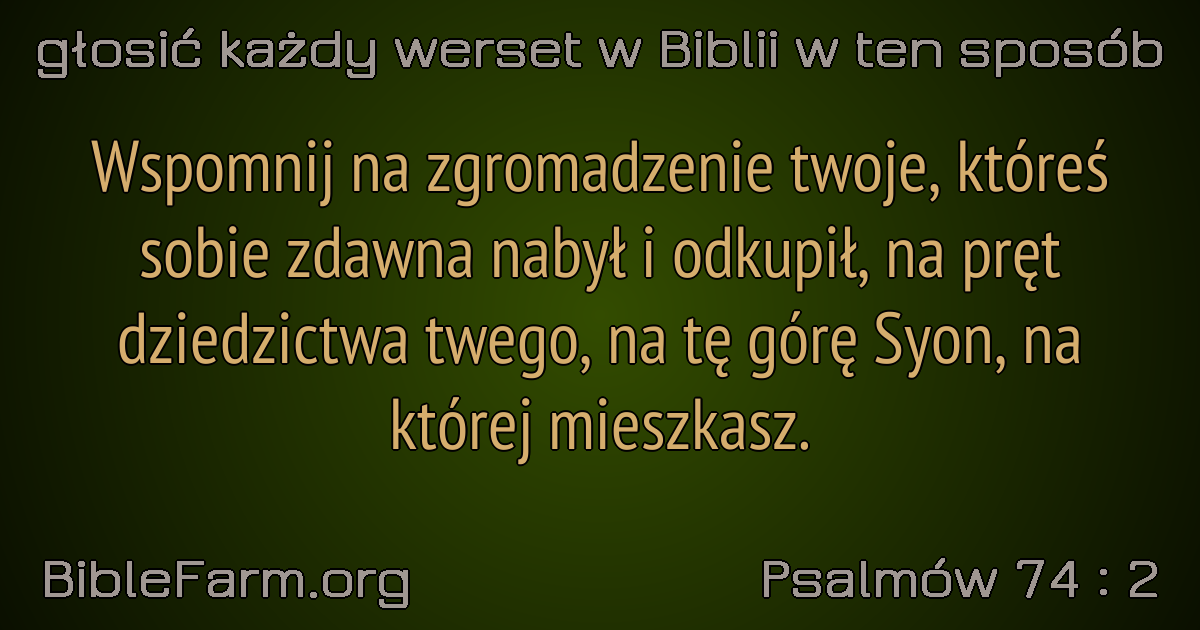 głosić każdy werset w Biblii w ten sposób
Wspomnij na zgromadzenie twoje, któreś
sobie zdawna nabył i odkupił, na pręt
dziedzictwa twego, na tę górę Syon, na
której mieszkasz.
BibleFarm.org
Psalmów 74 : 2